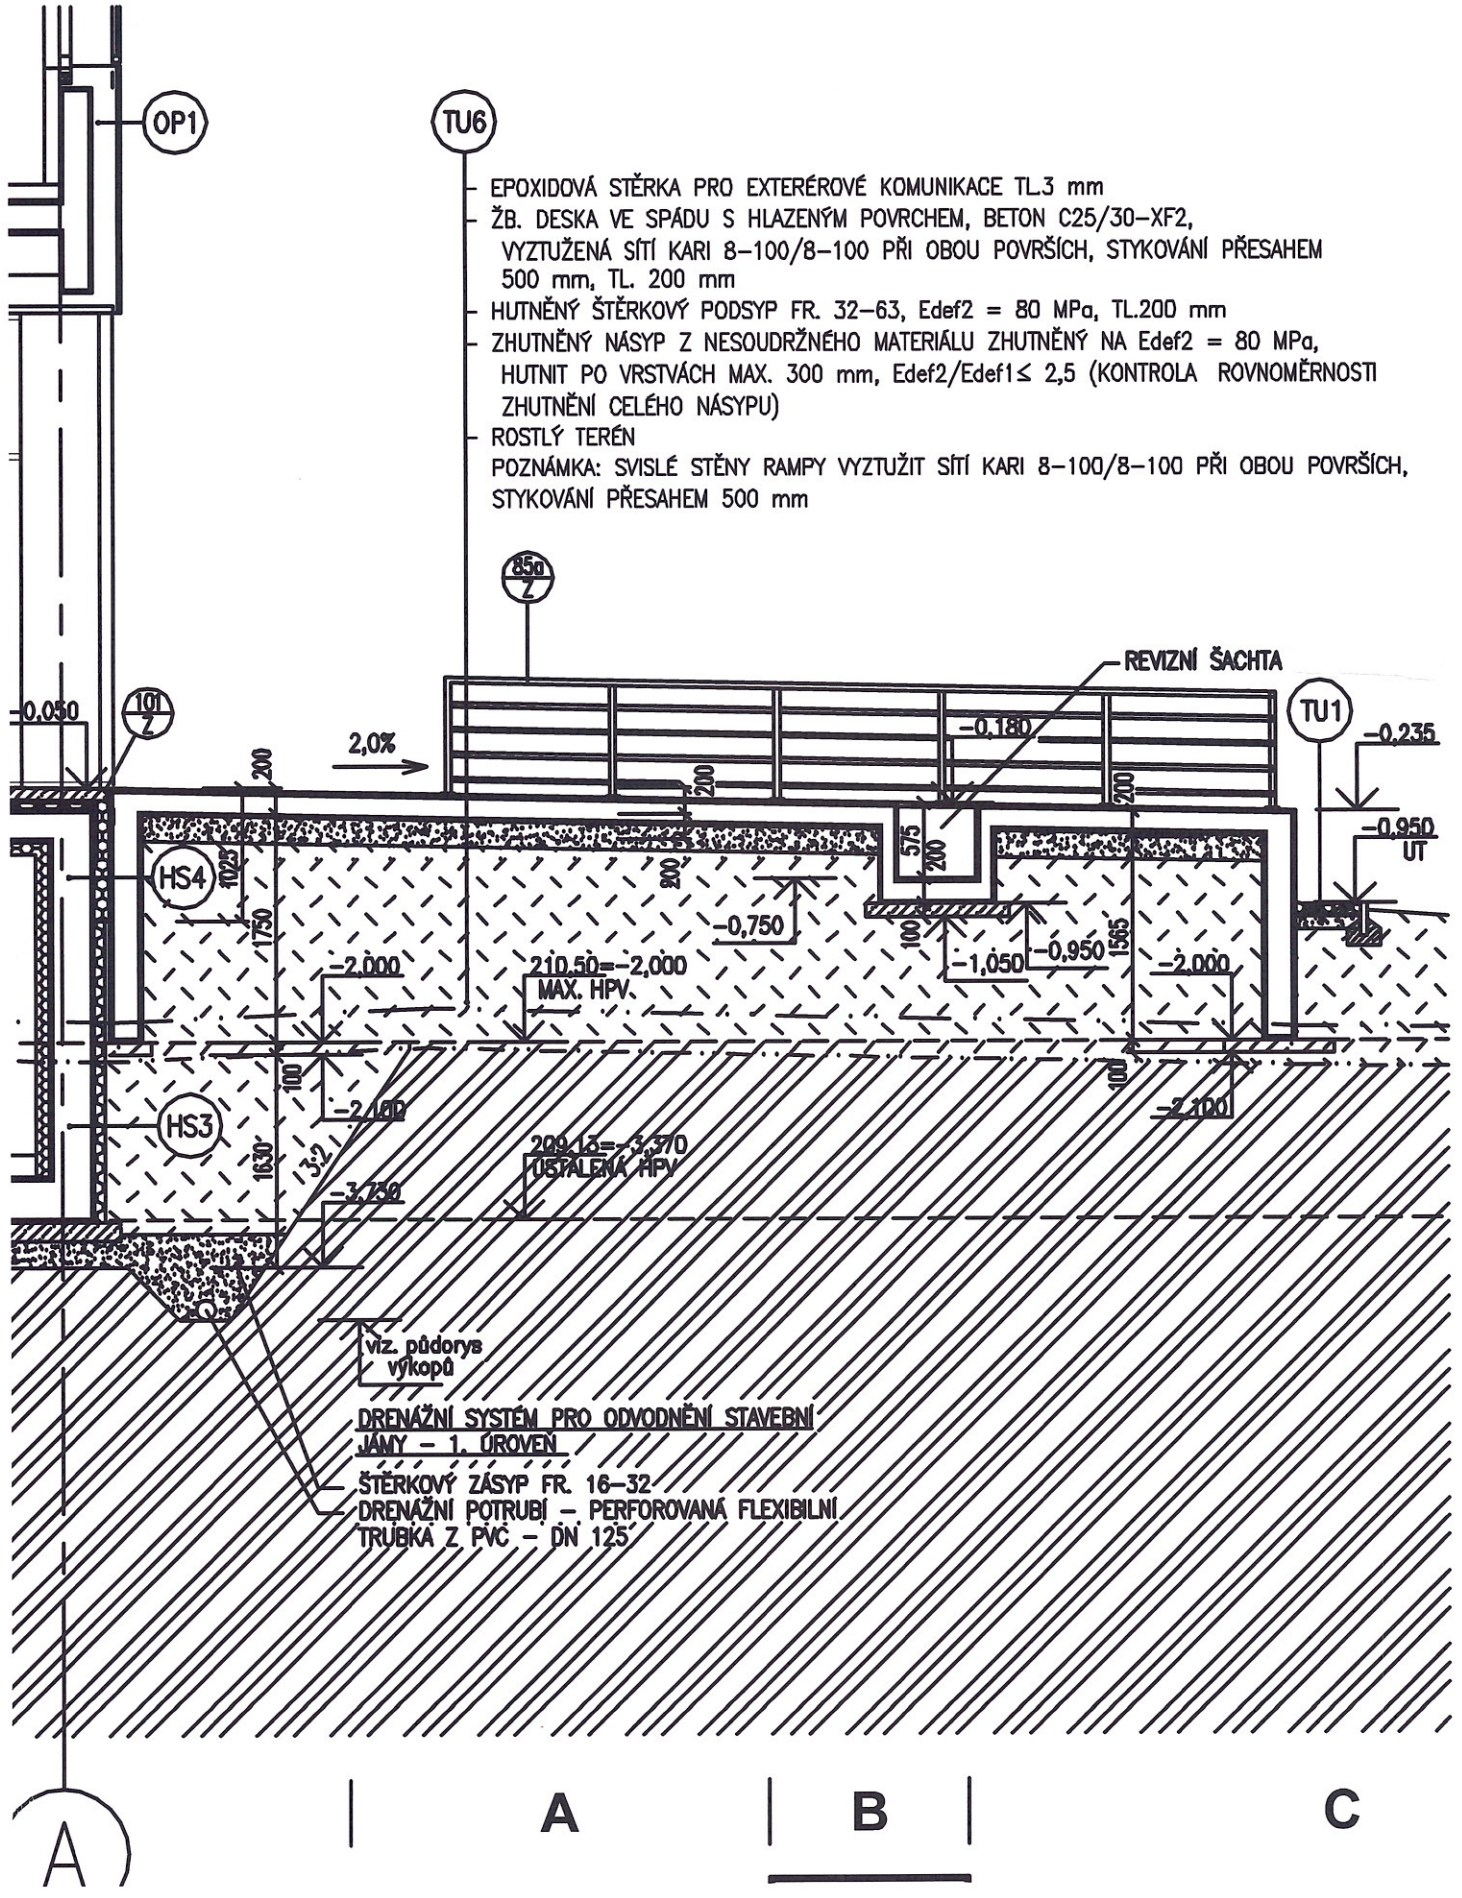 OP1
TU6
EPOXIDOVÁ STĚRKA PRO EXTERÉROVÉ KOMUNIKACE TL.3 mm
ŽB. DESKA VE SPÁDU S HLAZENÝM POVRCHEM, BETON C25/30-XF2,
VYZTUŽENÁ SÍTÍ KARI 8-100/8-100 PŘI OBOU POVRŠÍCH, STYKOVÁNÍ PŘESAHEM
500 mm, TL. 200 mm
HUTNĚNÝ ŠTĚRKOVÝ PODSYP FR. 32-63, Edef2 = 80 MPa, TL.200 mm
ZHUTNĚNÝ NÁSYP Z NESOUDRŽNÉHO MATERIÁLU ZHUTNĚNÝ NA Edef2 = 80 MPa,
HUTNIT PO VRSTVÁCH MAX. 300 mm, Edef2/Edef1≤ 2,5 (KONTROLA ROVNOMĚRNOSTI
ZHUTNĚNÍ CELÉHO NÁSYPU)
ROSTLÝ TERÉN
POZNÁMKA: SVISLÉ STĚNY RAMPY VYZTUŽIT SÍTÍ KARI 8-100/8-100 PŘI OBOU POVRŠÍCH,
STYKOVÁNÍ PŘESAHEM 500 mm
85a
Z
REVIZNÍ ŠACHTA
-0,050
101
Z
TU1
2,0%
-0,180
-0,235
200
200
200
-0,950
UT
HS4
1025
575
200
200
1750
-0,750
100
-0,950
1565
-1,050
-2,000
210,50=-2,000
MAX. HPV.
-2,000
100
100
-2,100
-2,100
HS3
1630
3:2
209,13=-3,370
USTÁLENÁ HPV
-3,730
viz. půdorys
výkopů
DRENÁŽNÍ SYSTÉM PRO ODVODNĚNÍ STAVEBNÍ
JÁMY - 1. ÚROVEŇ
ŠTĚRKOVÝ ZÁSYP FR. 16-32
DRENÁŽNÍ POTRUBÍ - PERFOROVANÁ FLEXIBILNÍ
TRUBKA Z PVC - DN 125
A
B
C
A